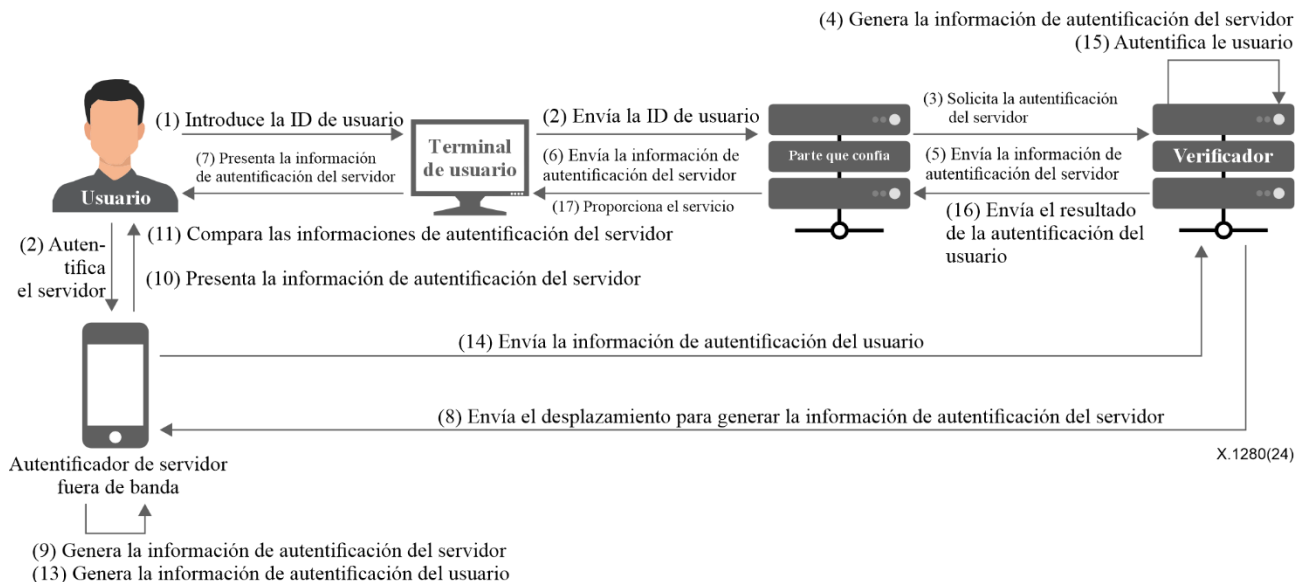 (4) Genera la información de autentificación del servidor
(15) Autentifica le usuario
(1) Introduce la ID de usuario
(2) Envía la ID de usuario
(3) Solicita la autentificación
del servidor
Terminal
de usuario
(7) Presenta la información
de autentificación del servidor
(6) Envía la información de
autentificación del servidor
Parte que confía
(5) Envía la información de
autentificación del servidor
Verificador
Usuario
(17) Proporciona el servicio
(16) Envía el resultado
de la autentificación del
usuario
(2) Auten-
tifica
el servidor
(11) Compara las informaciones de autentificación del servidor
(10) Presenta la información de autentificación del servidor
(14) Envía la información de autentificación del usuario
(8) Envía el desplazamiento para generar la información de autentificación del servidor
X.1280(24)
Autentificador de servidor
fuera de banda
(9) Genera la información de autentificación del servidor
(13) Genera la información de autentificación del usuario